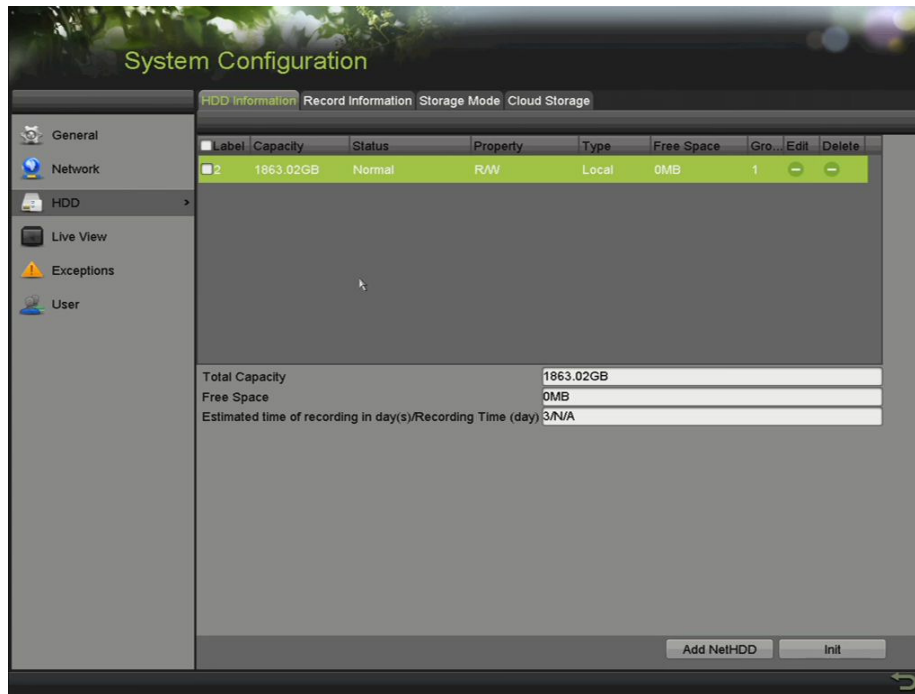 System Configuration
HDD Information Record Information Storage Mode Cloud Storage
General
Network
HDD >
Live View
Exceptions
User
Label Capacity Status Property Type Free Space Gro... Edit Delete
2 1863.02GB Normal R/W Local 0MB 1
Total Capacity 1863.02GB
Free Space 0MB
Estimated time of recording in day(s)/Recording Time (day) 3/N/A
Add NetHDD Init